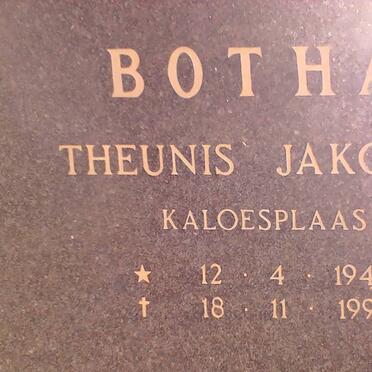 BOTHA
THEUNIS JAKO
KALOESPLAAS
★ 12 · 4 · 194
† 18 · 11 · 199